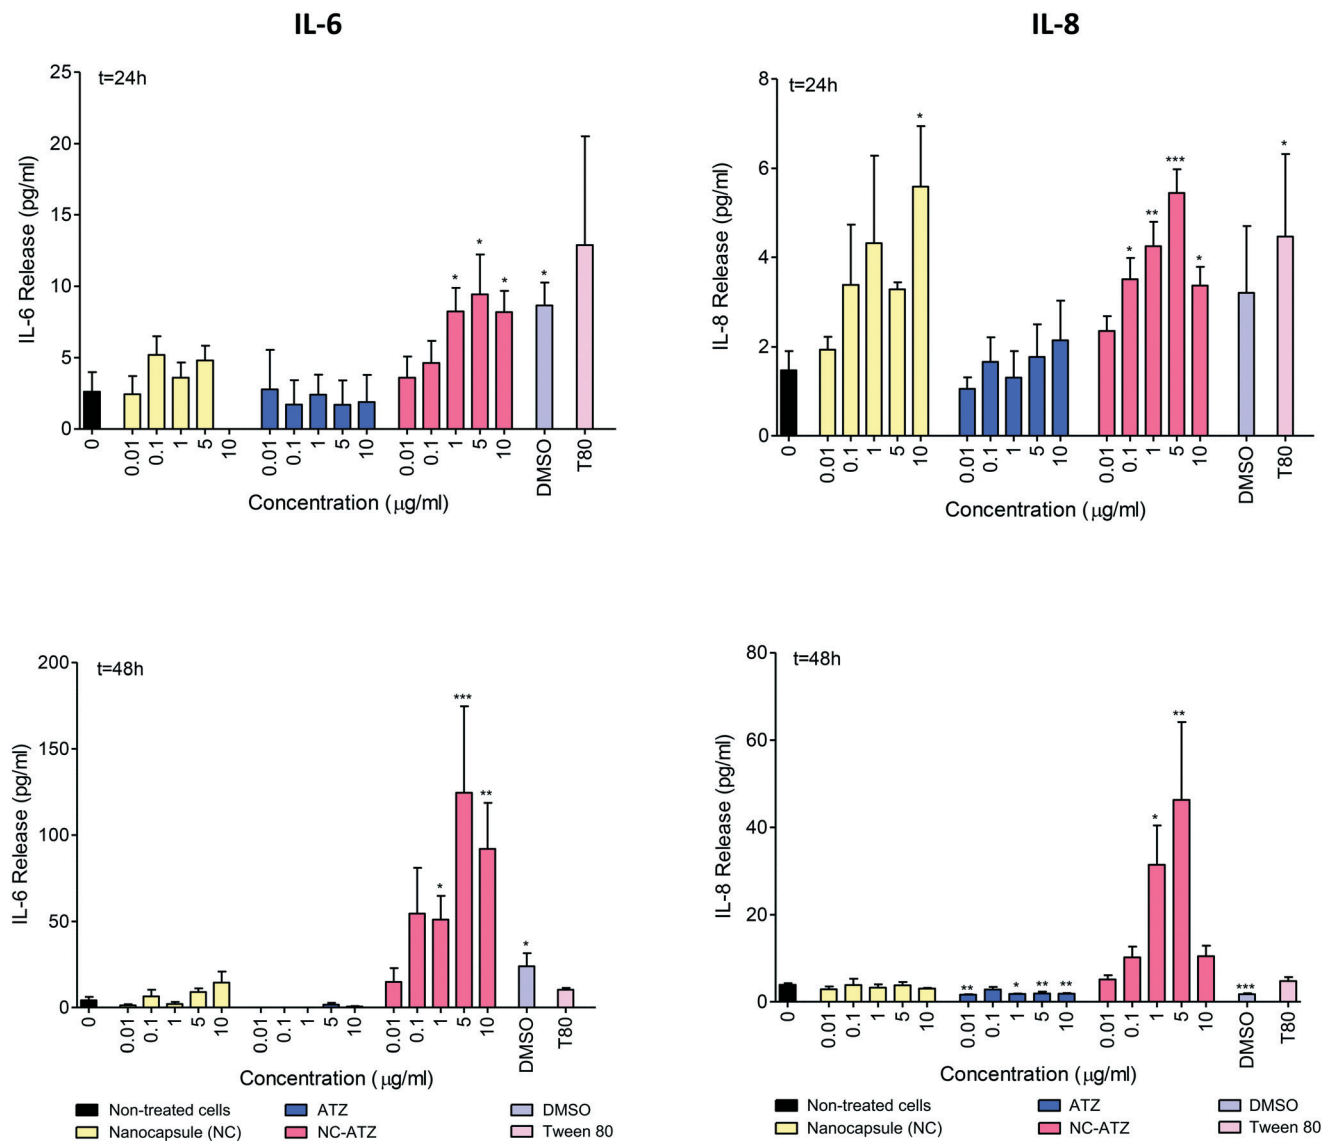 IL-6
t=24h
IL-6 Release (pg/ml)
25
20
15
10
5
0
* * * *
0 0.01 0.1 1 5 10 0.01 0.1 1 5 10 0.01 0.1 1 5 10 DMSO T80
Concentration (µg/ml)
IL-8
t=24h
IL-8 Release (pg/ml)
8
6
4
2
0
* * ** *** * *
0 0.01 0.1 1 5 10 0.01 0.1 1 5 10 0.01 0.1 1 5 10 DMSO T80
Concentration (µg/ml)
t=48h
IL-6 Release (pg/ml)
200
150
100
50
0
* *** ** *
0 0.01 0.1 1 5 10 0.01 0.1 1 5 10 0.01 0.1 1 5 10 DMSO T80
Concentration (µg/ml)
Non-treated cells ATZ DMSO
Nanocapsule (NC) NC-ATZ Tween 80
t=48h
IL-8 Release (pg/ml)
80
60
40
20
0
** * ** ** * ** ***
0 0.01 0.1 1 5 10 0.01 0.1 1 5 10 0.01 0.1 1 5 10 DMSO T80
Concentration (µg/ml)
Non-treated cells ATZ DMSO
Nanocapsule (NC) NC-ATZ Tween 80